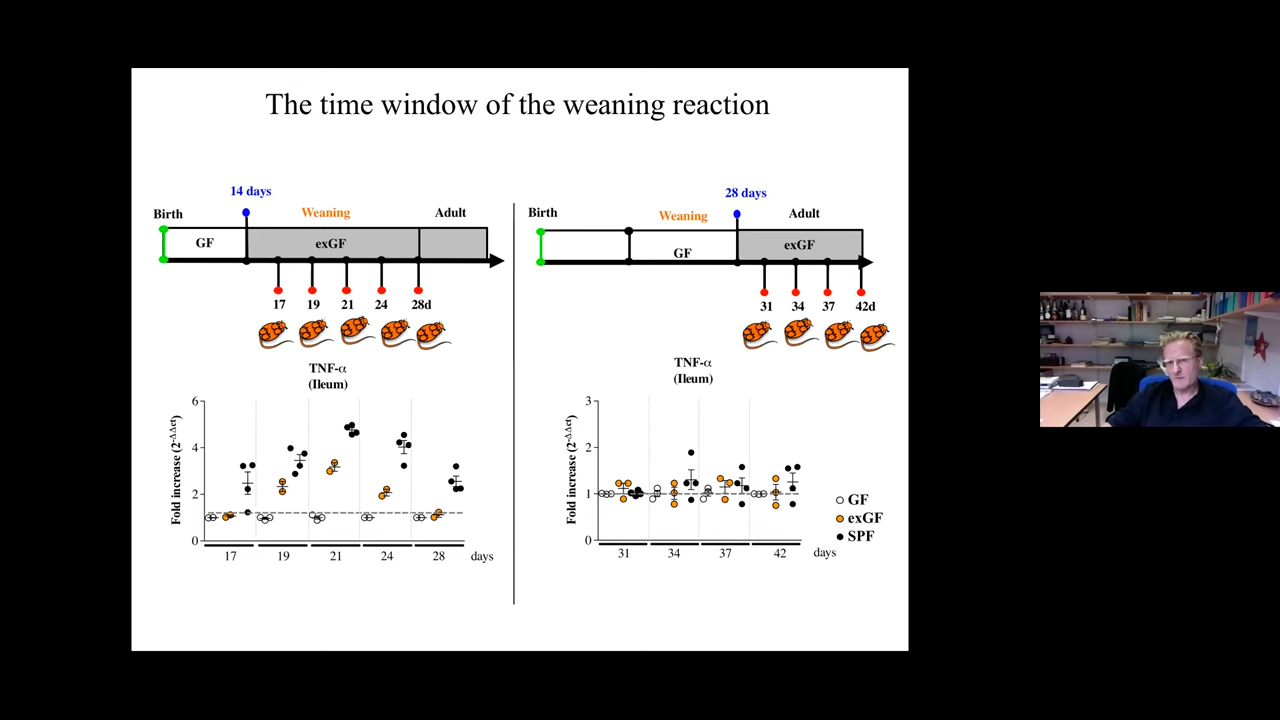 The time window of the weaning reaction
14 days
Birth
Weaning
Adult
GF
exGF
17
19
21
24
28d
TNF-α
(Ileum)
Fold increase (2^-ΔΔct)
6
4
2
0
17
19
21
24
28
days
28 days
Birth
Weaning
Adult
GF
exGF
31
34
37
42d
TNF-α
(Ileum)
Fold increase (2^-ΔΔct)
3
2
1
0
31
34
37
42
days
GF
exGF
SPF